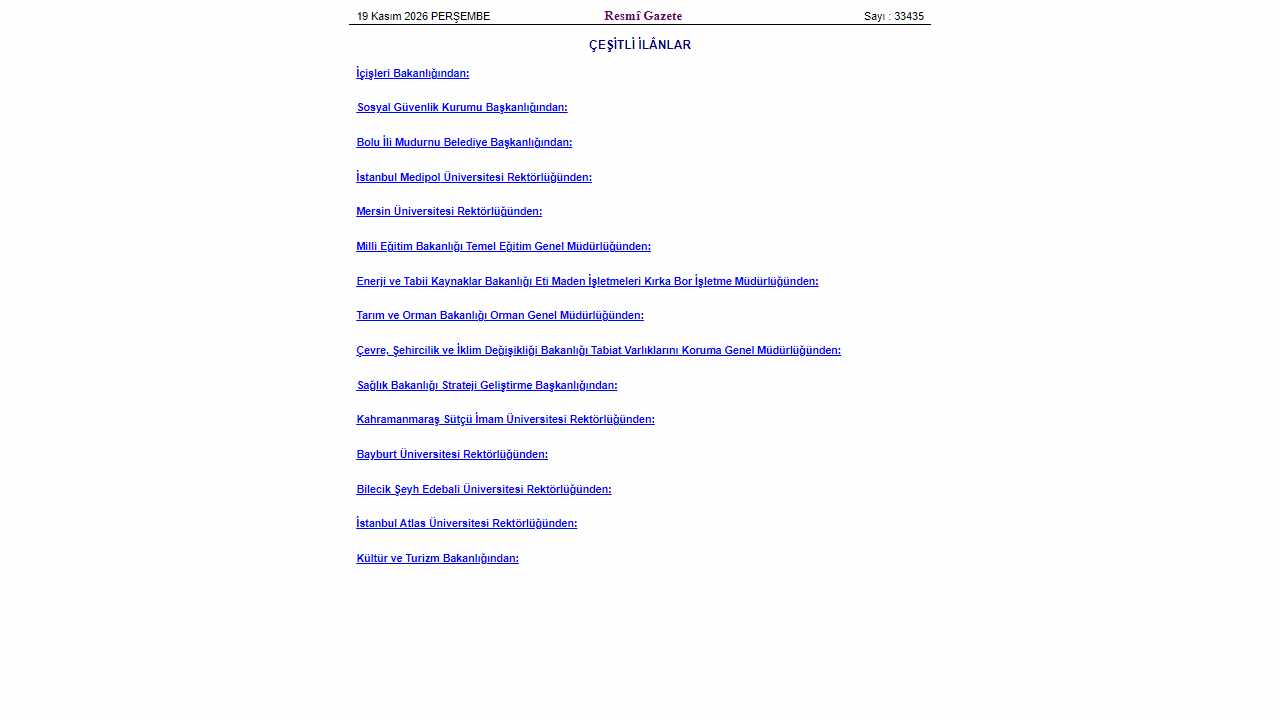 19 Kasım 2026 PERŞEMBE Resmî Gazete Sayı : 33435
ÇEŞİTLİ İLÂNLAR
İçişleri Bakanlığından:
Sosyal Güvenlik Kurumu Başkanlığından:
Bolu İli Mudurnu Belediye Başkanlığından:
İstanbul Medipol Üniversitesi Rektörlüğünden:
Mersin Üniversitesi Rektörlüğünden:
Milli Eğitim Bakanlığı Temel Eğitim Genel Müdürlüğünden:
Enerji ve Tabii Kaynaklar Bakanlığı Eti Maden İşletmeleri Kırka Bor İşletme Müdürlüğünden:
Tarım ve Orman Bakanlığı Orman Genel Müdürlüğünden:
Çevre, Şehircilik ve İklim Değişikliği Bakanlığı Tabiat Varlıklarını Koruma Genel Müdürlüğünden:
Sağlık Bakanlığı Strateji Geliştirme Başkanlığından:
Kahramanmaraş Sütçü İmam Üniversitesi Rektörlüğünden:
Bayburt Üniversitesi Rektörlüğünden:
Bilecik Şeyh Edebali Üniversitesi Rektörlüğünden:
İstanbul Atlas Üniversitesi Rektörlüğünden:
Kültür ve Turizm Bakanlığından: